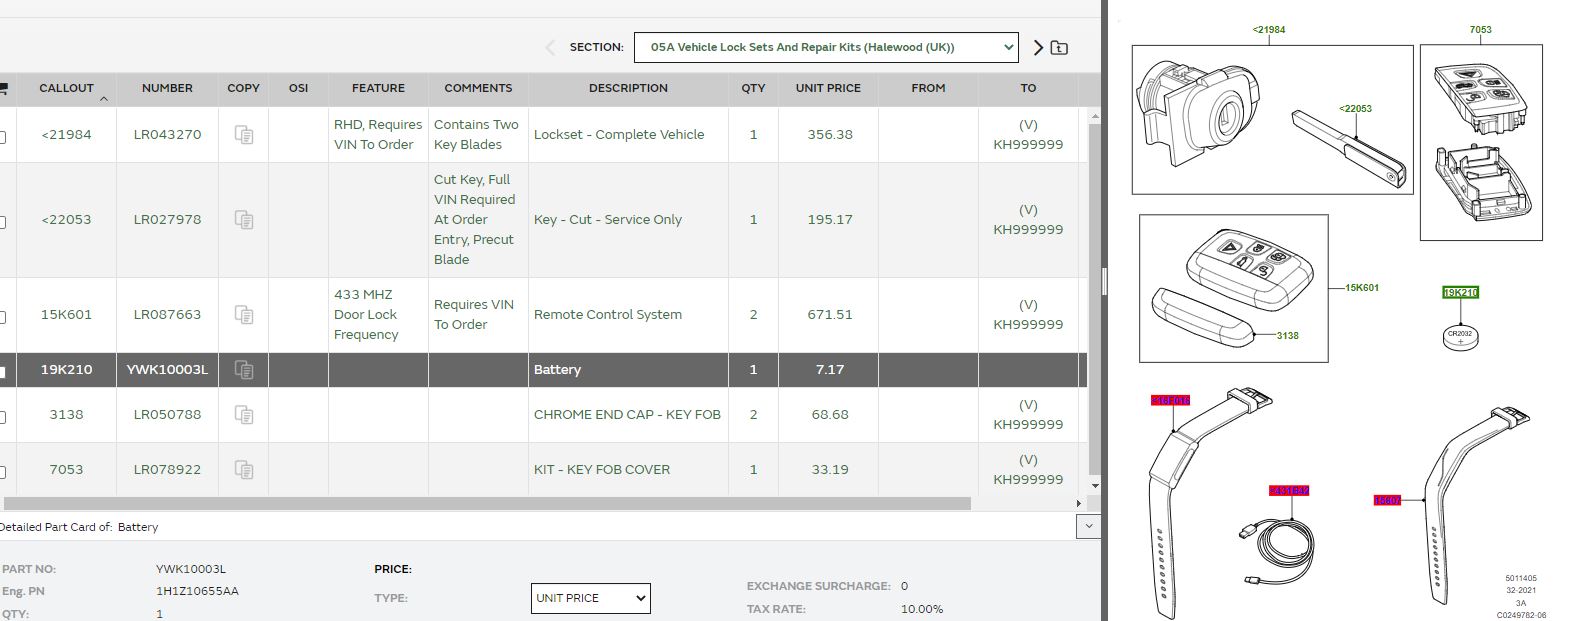 SECTION: 05A Vehicle Lock Sets And Repair Kits (Halewood (UK))
CALLOUT NUMBER COPY OSI FEATURE COMMENTS DESCRIPTION QTY UNIT PRICE FROM TO
<21984 LR043270 RHD, Requires VIN To Order Contains Two Key Blades Lockset - Complete Vehicle 1 356.38 (V) KH999999
<22053 LR027978 Cut Key, Full VIN Required At Order Entry, Precut Blade Key - Cut - Service Only 1 195.17 (V) KH999999
15K601 LR087663 433 MHZ Door Lock Frequency Requires VIN To Order Remote Control System 2 671.51 (V) KH999999
19K210 YWK10003L Battery 1 7.17
3138 LR050788 CHROME END CAP - KEY FOB 2 68.68 (V) KH999999
7053 LR078922 KIT - KEY FOB COVER 1 33.19 (V) KH999999
Detailed Part Card of: Battery
PART NO: YWK10003L
Eng. PN 1H1Z10655AA
QTY: 1
PRICE:
TYPE: UNIT PRICE
EXCHANGE SURCHARGE: 0
TAX RATE: 10.00%
<21984
7053
<22053
15K601
3138
19K210
CR2032
+
5011405
32-2021
3A
C0249782-06